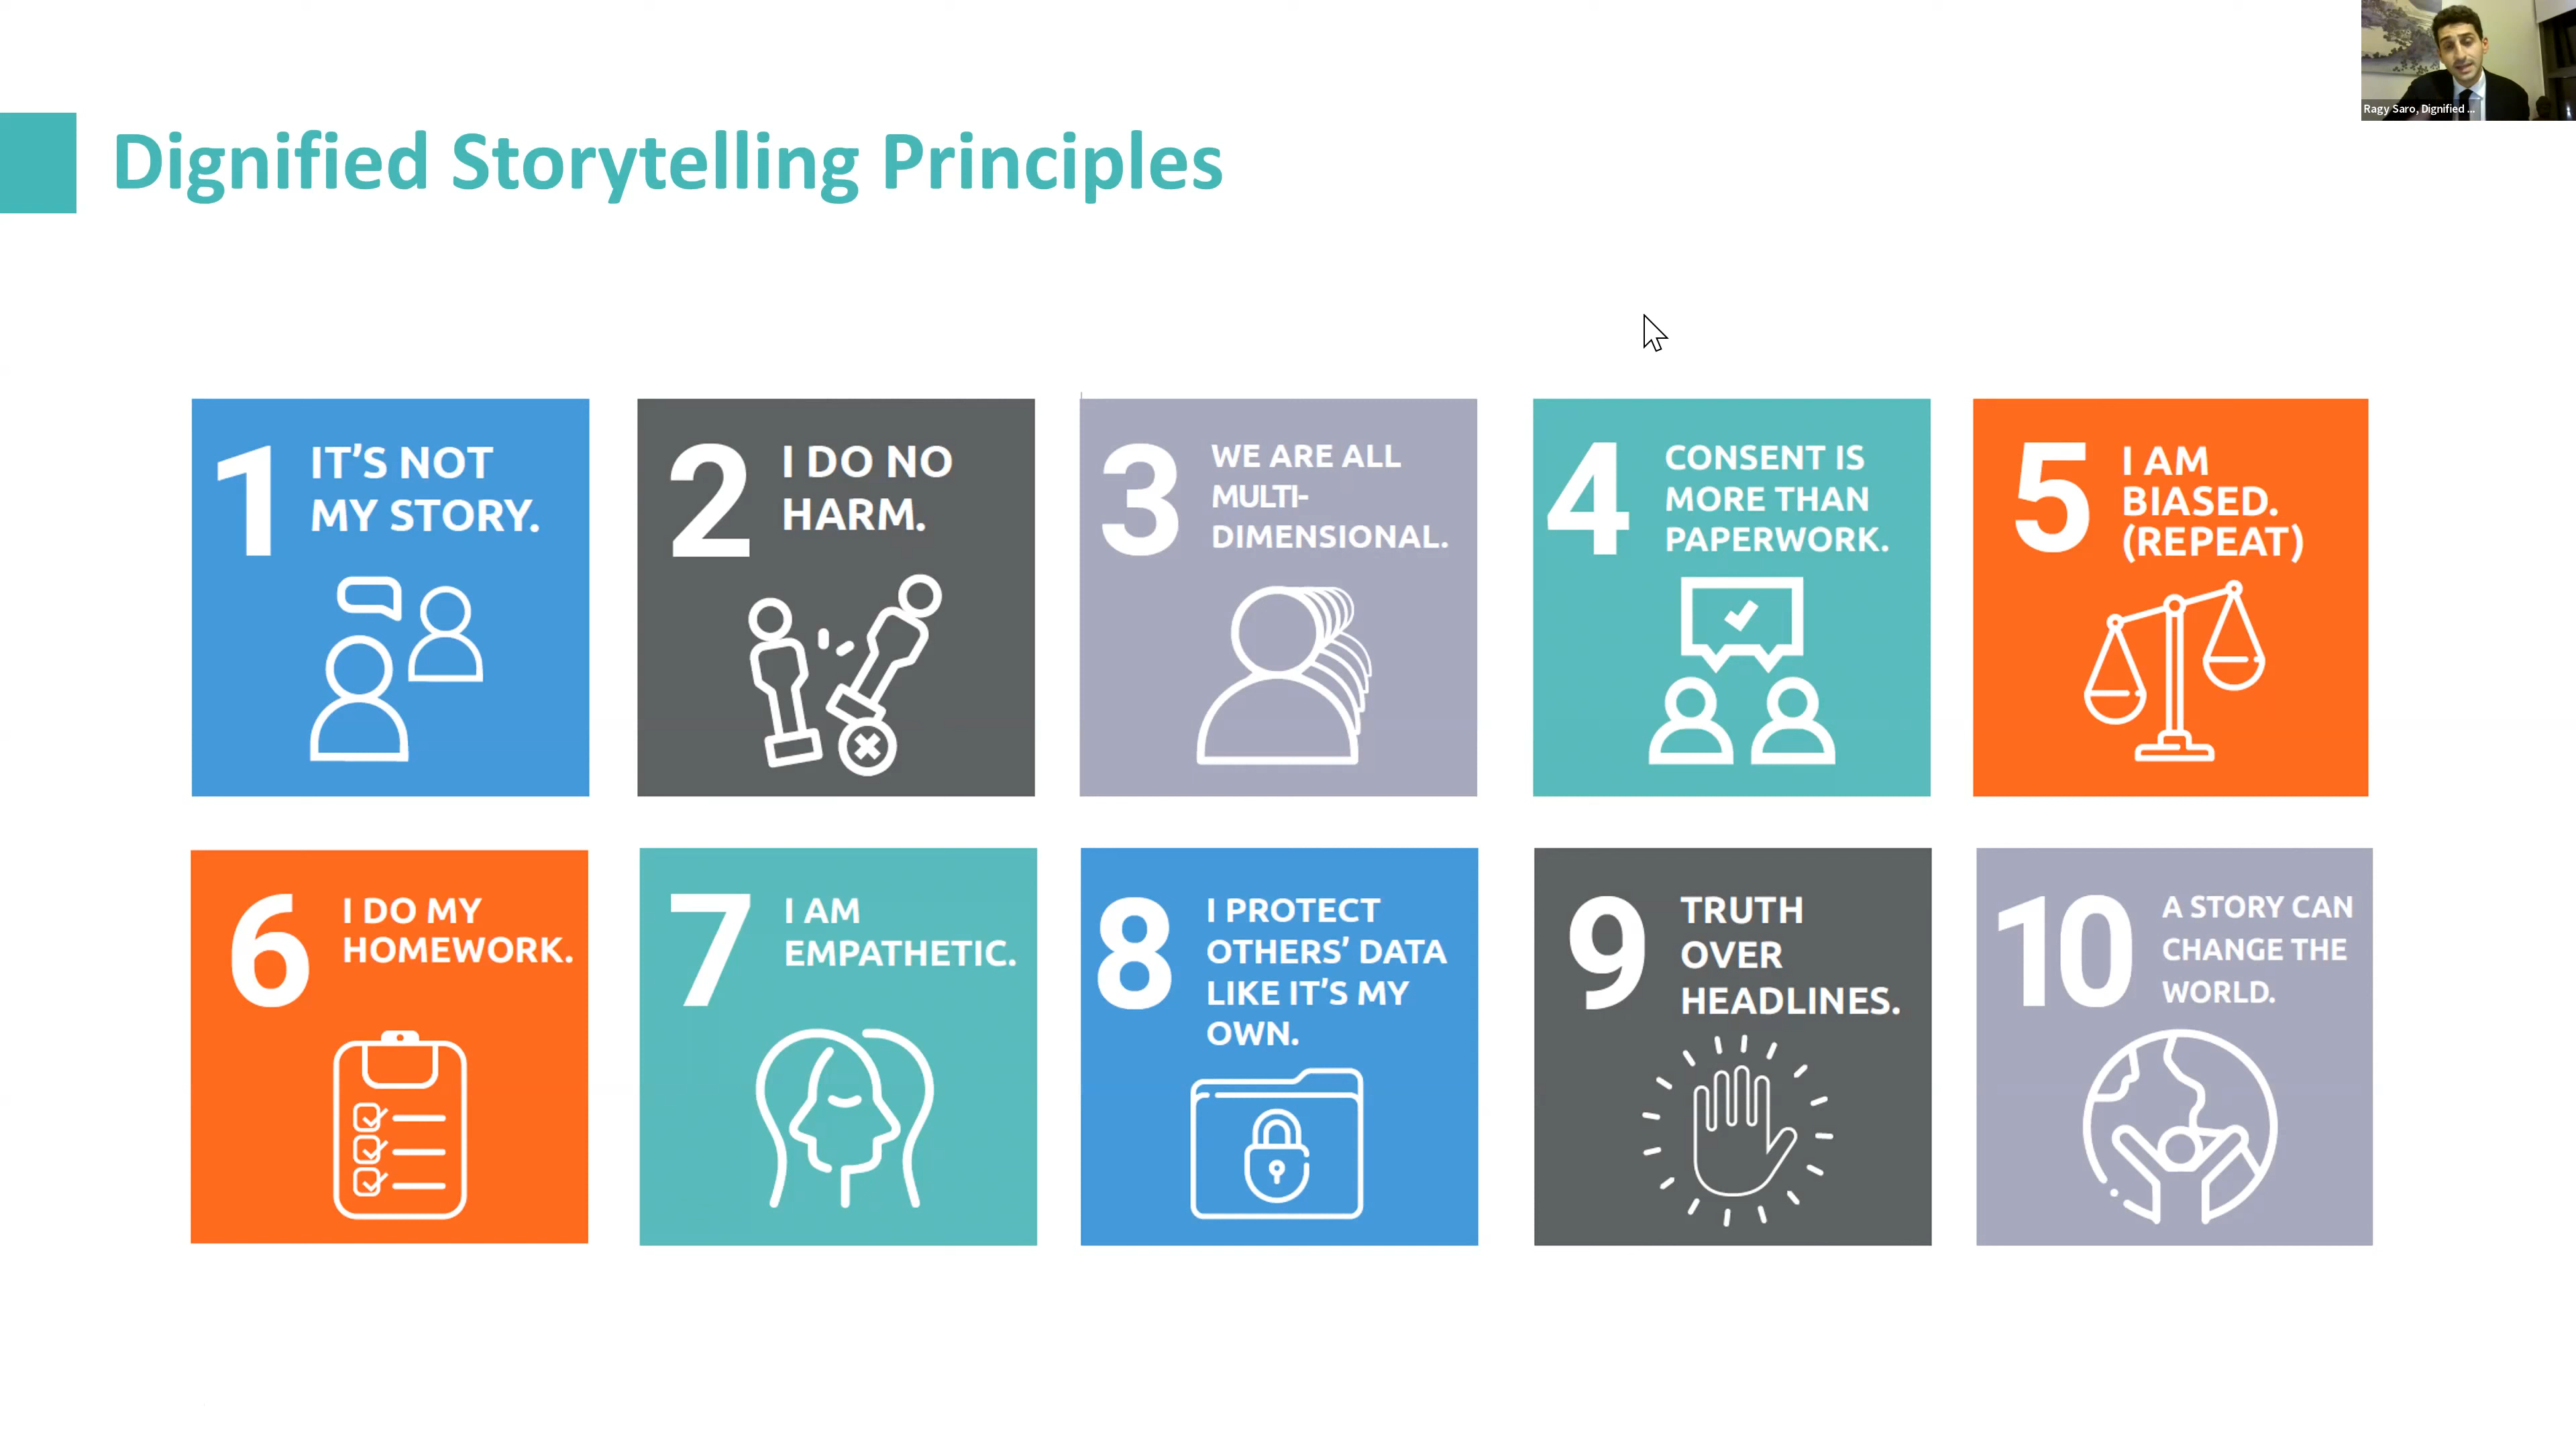 Ragy Saro, Dignified ...
Dignified Storytelling Principles
1
IT'S NOT
MY STORY.
2
I DO NO
HARM.
3
WE ARE ALL
MULTI-
DIMENSIONAL.
4
CONSENT IS
MORE THAN
PAPERWORK.
5
I AM
BIASED.
(REPEAT)
6
I DO MY
HOMEWORK.
7
I AM
EMPATHETIC.
8
I PROTECT
OTHERS' DATA
LIKE IT'S MY
OWN.
9
TRUTH
OVER
HEADLINES.
10
A STORY CAN
CHANGE THE
WORLD.